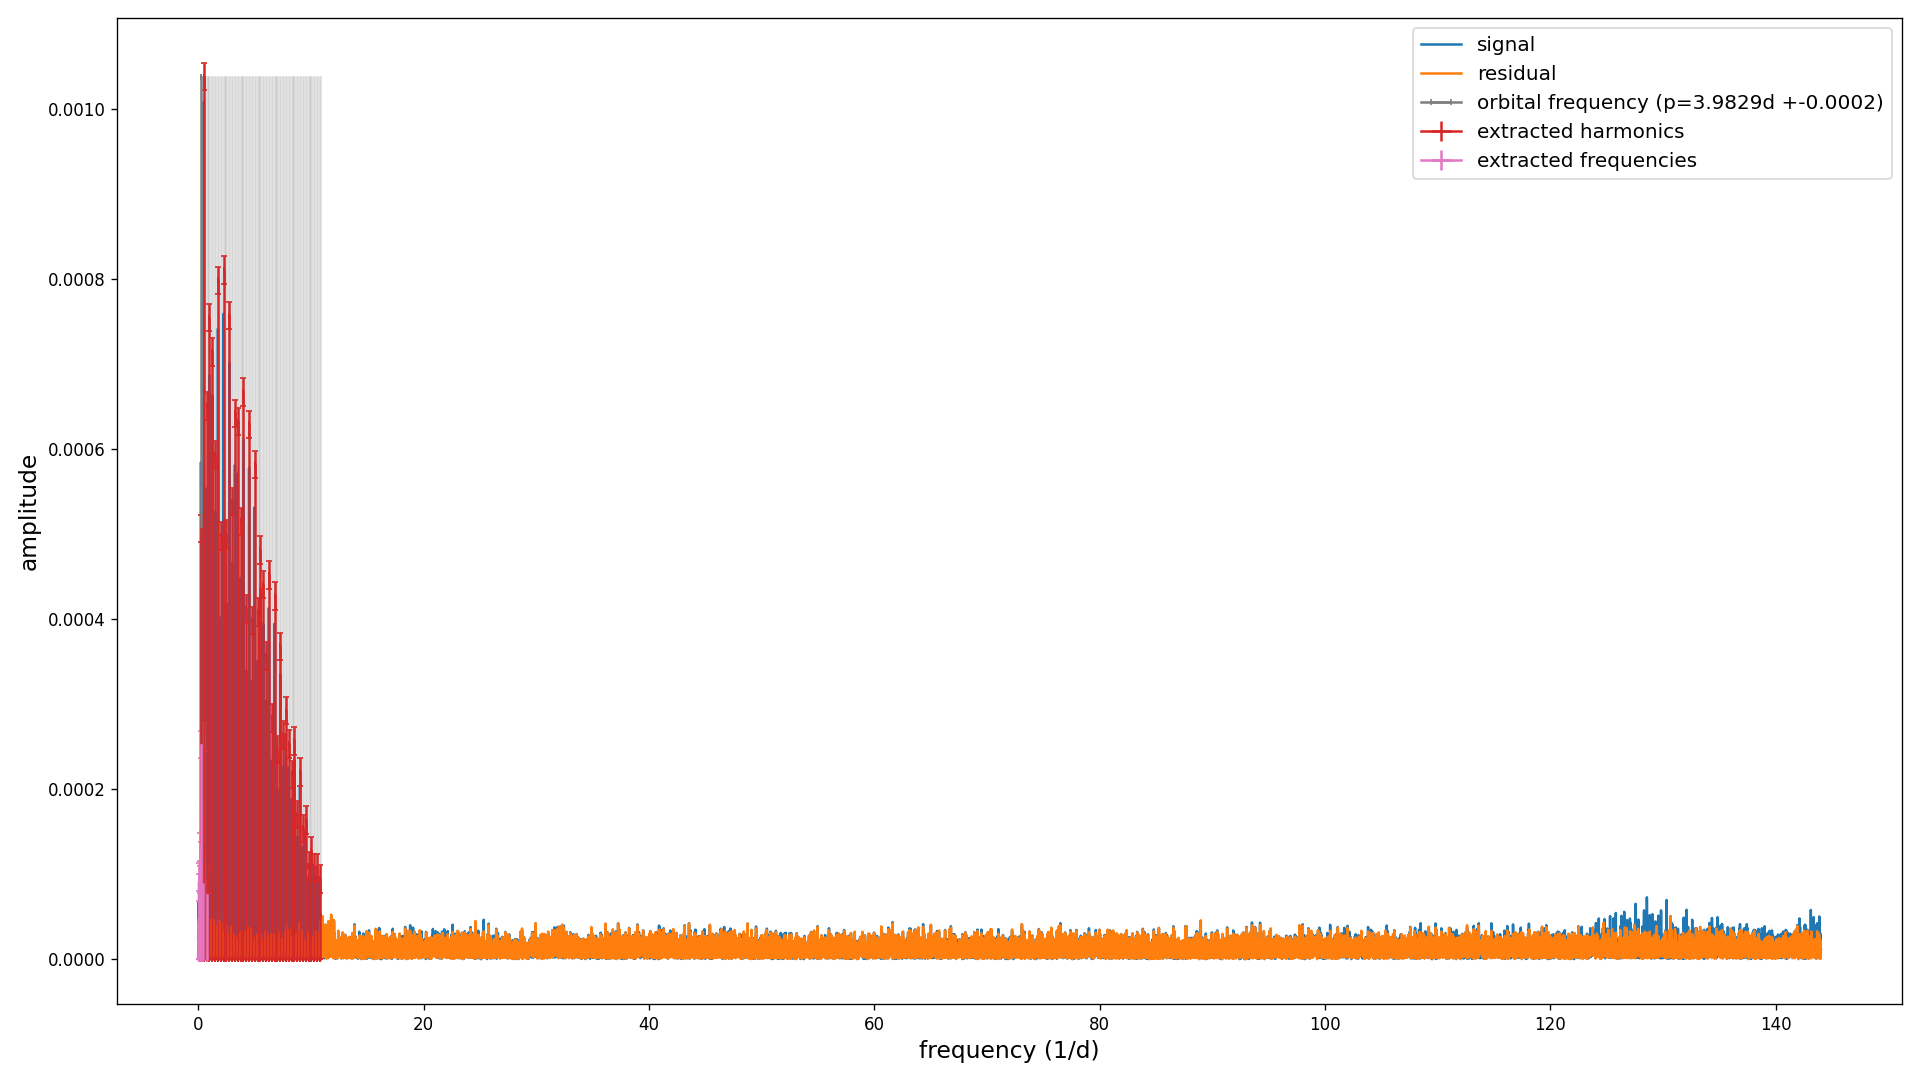 signal
residual
orbital frequency (p=3.9829d +-0.0002)
extracted harmonics
extracted frequencies
0.0010
0.0008
0.0006
0.0004
0.0002
0.0000
amplitude
0 20 40 60 80 100 120 140
frequency (1/d)